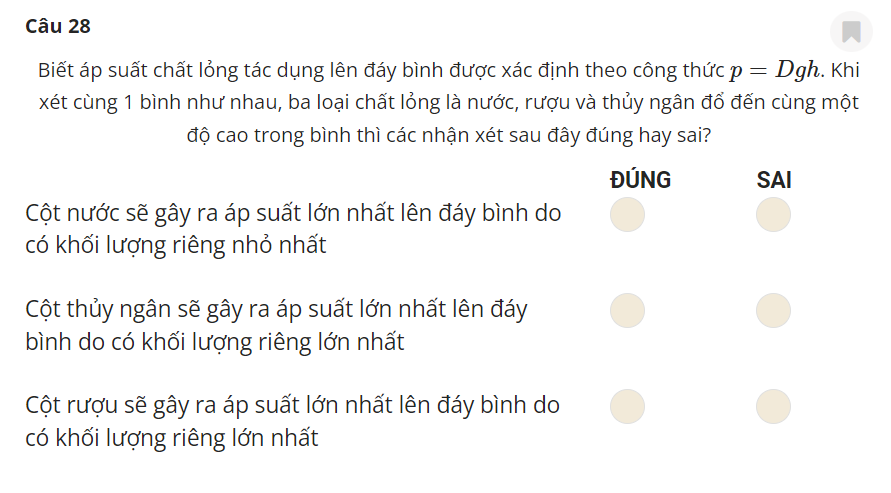 Câu 28
Biết áp suất chất lỏng tác dụng lên đáy bình được xác định theo công thức p = Dgh. Khi
xét cùng 1 bình như nhau, ba loại chất lỏng là nước, rượu và thủy ngân đổ đến cùng một
độ cao trong bình thì các nhận xét sau đây đúng hay sai?
ĐÚNG SAI
Cột nước sẽ gây ra áp suất lớn nhất lên đáy bình do
có khối lượng riêng nhỏ nhất
Cột thủy ngân sẽ gây ra áp suất lớn nhất lên đáy
bình do có khối lượng riêng lớn nhất
Cột rượu sẽ gây ra áp suất lớn nhất lên đáy bình do
có khối lượng riêng lớn nhất